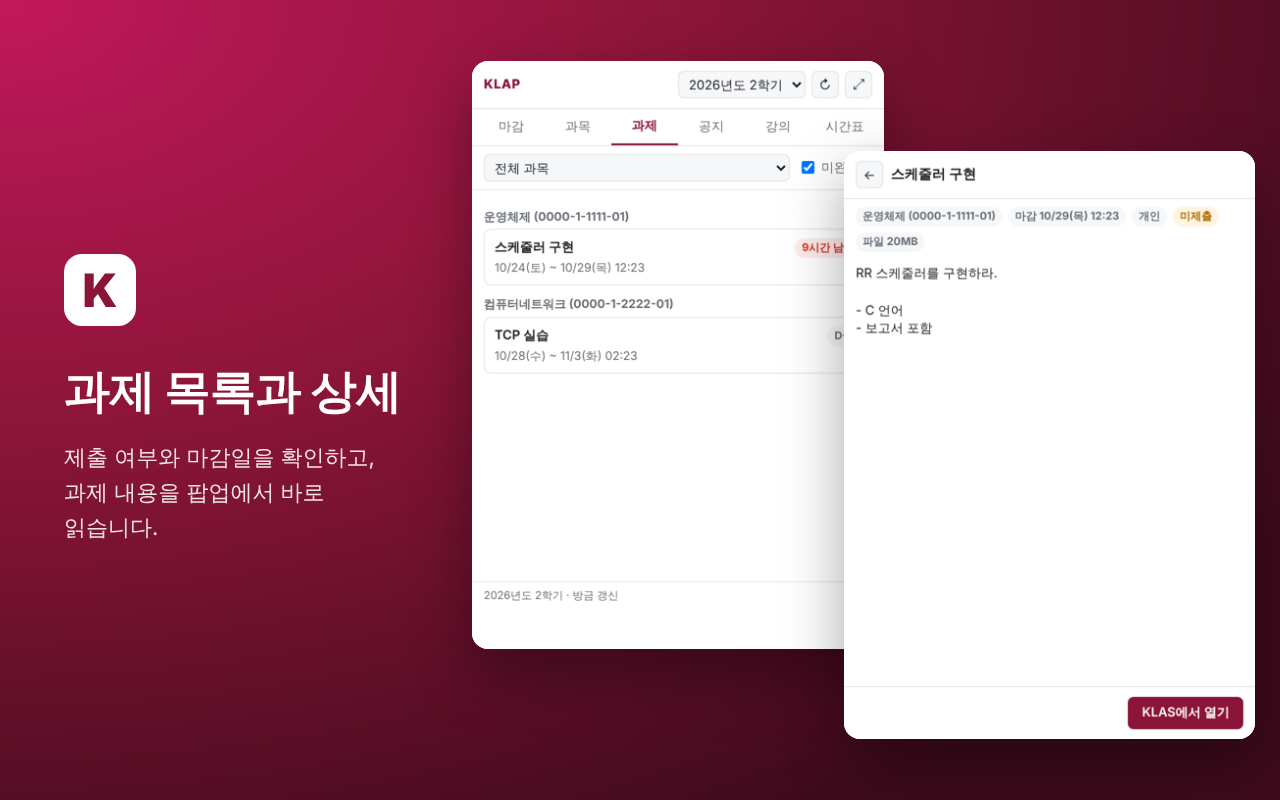 K
과제 목록과 상세
제출 여부와 마감일을 확인하고,
과제 내용을 팝업에서 바로
읽습니다.
KLAP
2026년도 2학기
마감 과목 과제 공지 강의 시간표
전체 과목
운영체제 (0000-1-1111-01)
스케줄러 구현
9시간
10/24(토) ~ 10/29(목) 12:23
컴퓨터네트워크 (0000-1-2222-01)
TCP 실습
10/28(수) ~ 11/3(화) 02:23
2026년도 2학기 · 방금 갱신
← 스케줄러 구현
운영체제 (0000-1-1111-01) 마감 10/29(목) 12:23 개인 미제출
파일 20MB
RR 스케줄러를 구현하라.
- C 언어
- 보고서 포함
KLAS에서 열기